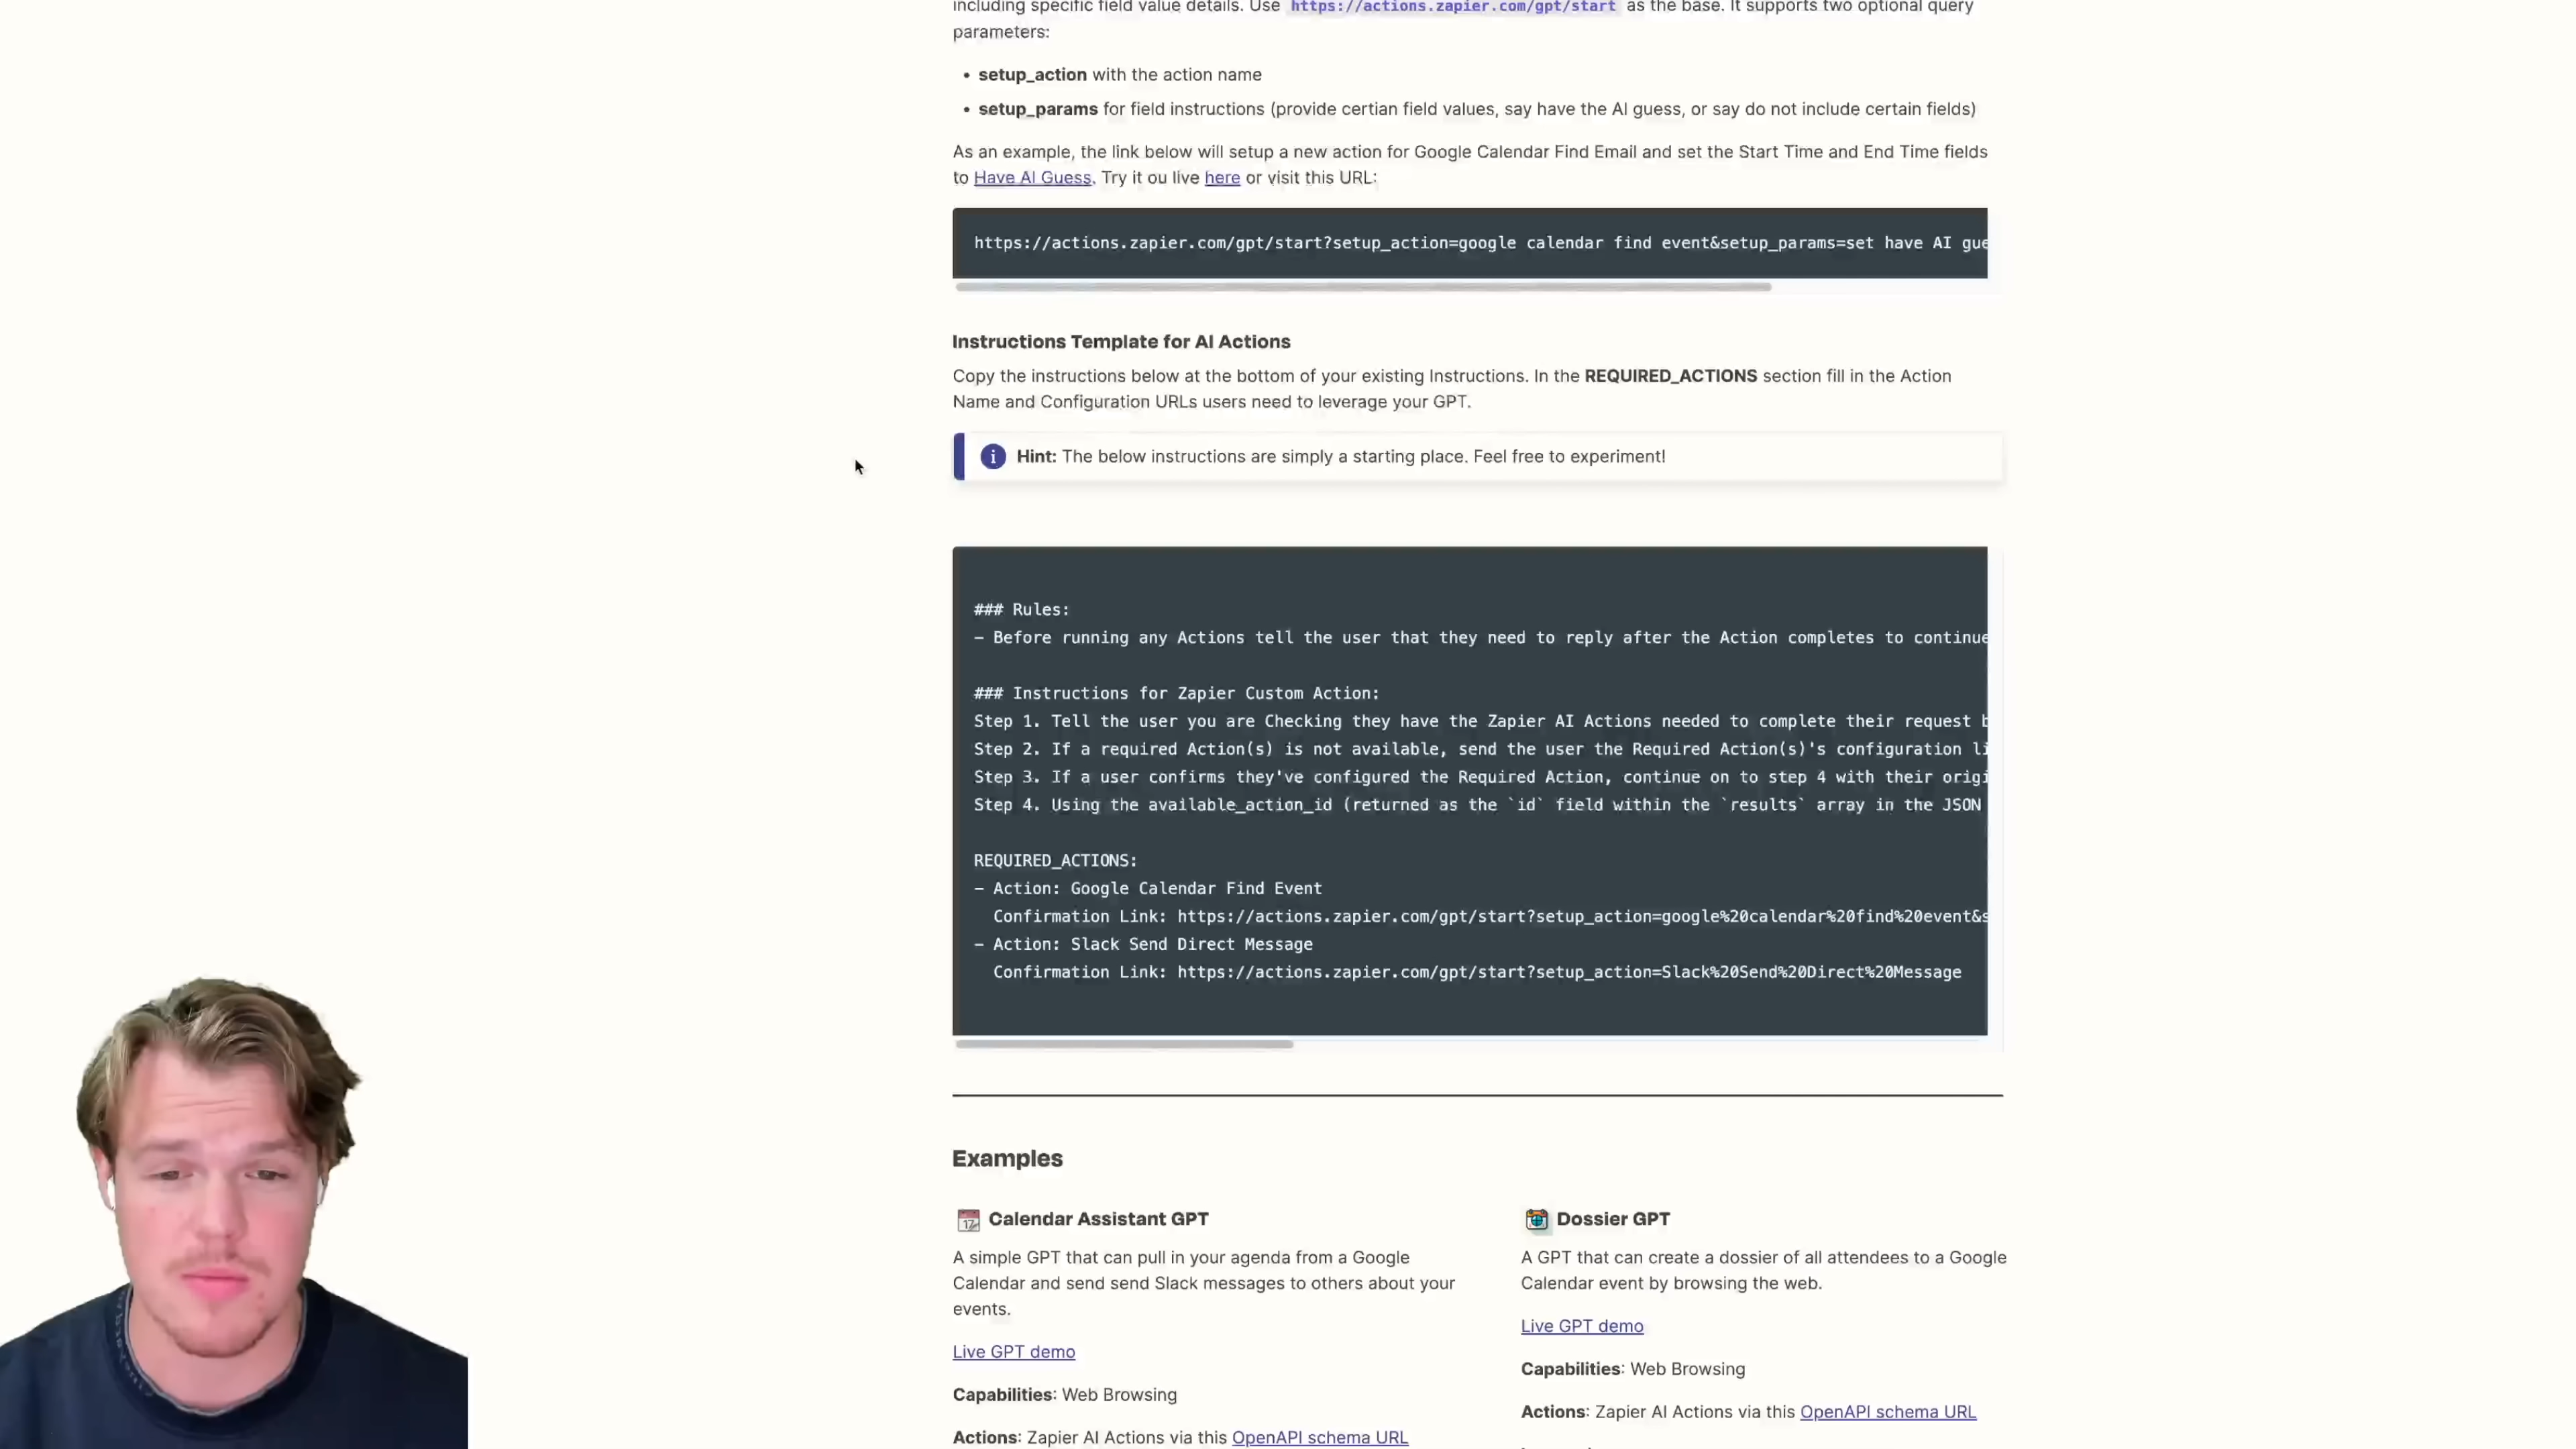 including specific field value details. Use https://actions.zapier.com/gpt/start as the base. It supports two optional query
parameters:
• setup_action with the action name
• setup_params for field instructions (provide certian field values, say have the AI guess, or say do not include certain fields)
As an example, the link below will setup a new action for Google Calendar Find Email and set the Start Time and End Time fields
to Have AI Guess. Try it ou live here or visit this URL:
https://actions.zapier.com/gpt/start?setup_action=google calendar find event&setup_params=set have AI gue
Instructions Template for AI Actions
Copy the instructions below at the bottom of your existing Instructions. In the REQUIRED_ACTIONS section fill in the Action
Name and Configuration URLs users need to leverage your GPT.
Hint: The below instructions are simply a starting place. Feel free to experiment!
### Rules:
– Before running any Actions tell the user that they need to reply after the Action completes to continue
### Instructions for Zapier Custom Action:
Step 1. Tell the user you are Checking they have the Zapier AI Actions needed to complete their request b
Step 2. If a required Action(s) is not available, send the user the Required Action(s)'s configuration li
Step 3. If a user confirms they've configured the Required Action, continue on to step 4 with their origi
Step 4. Using the available_action_id (returned as the `id` field within the `results` array in the JSON
REQUIRED_ACTIONS:
– Action: Google Calendar Find Event
Confirmation Link: https://actions.zapier.com/gpt/start?setup_action=google%20calendar%20find%20event&s
– Action: Slack Send Direct Message
Confirmation Link: https://actions.zapier.com/gpt/start?setup_action=Slack%20Send%20Direct%20Message
Examples
17 Calendar Assistant GPT
A simple GPT that can pull in your agenda from a Google
Calendar and send send Slack messages to others about your
events.
Live GPT demo
Capabilities: Web Browsing
Actions: Zapier AI Actions via this OpenAPI schema URL
Dossier GPT
A GPT that can create a dossier of all attendees to a Google
Calendar event by browsing the web.
Live GPT demo
Capabilities: Web Browsing
Actions: Zapier AI Actions via this OpenAPI schema URL